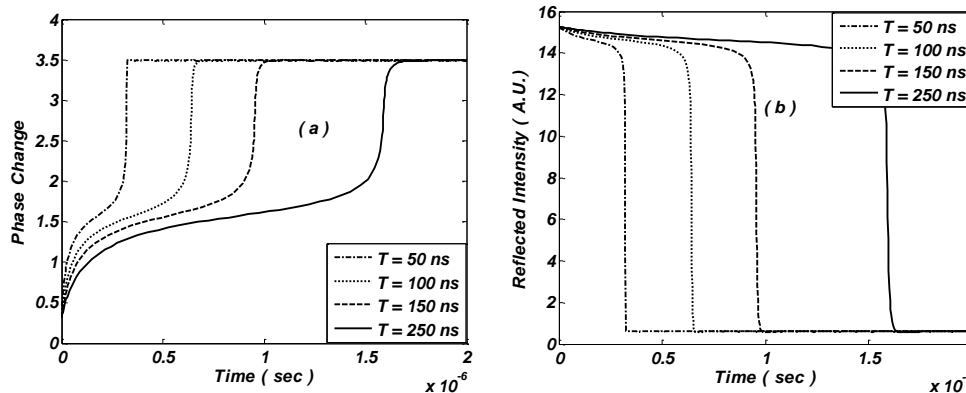 4
3.5
3
2.5
2
1.5
1
0.5
0
Phase Change
( a )
T = 50 ns
T = 100 ns
T = 150 ns
T = 250 ns
0
0.5
1
1.5
2
Time ( sec )
x 10^-6
16
14
12
10
8
6
4
2
0
Reflected Intensity ( A.U. )
T = 50 ns
T = 100 ns
T = 150 ns
T = 250 ns
( b )
0
0.5
1
1.5
Time ( sec )
x 10^-